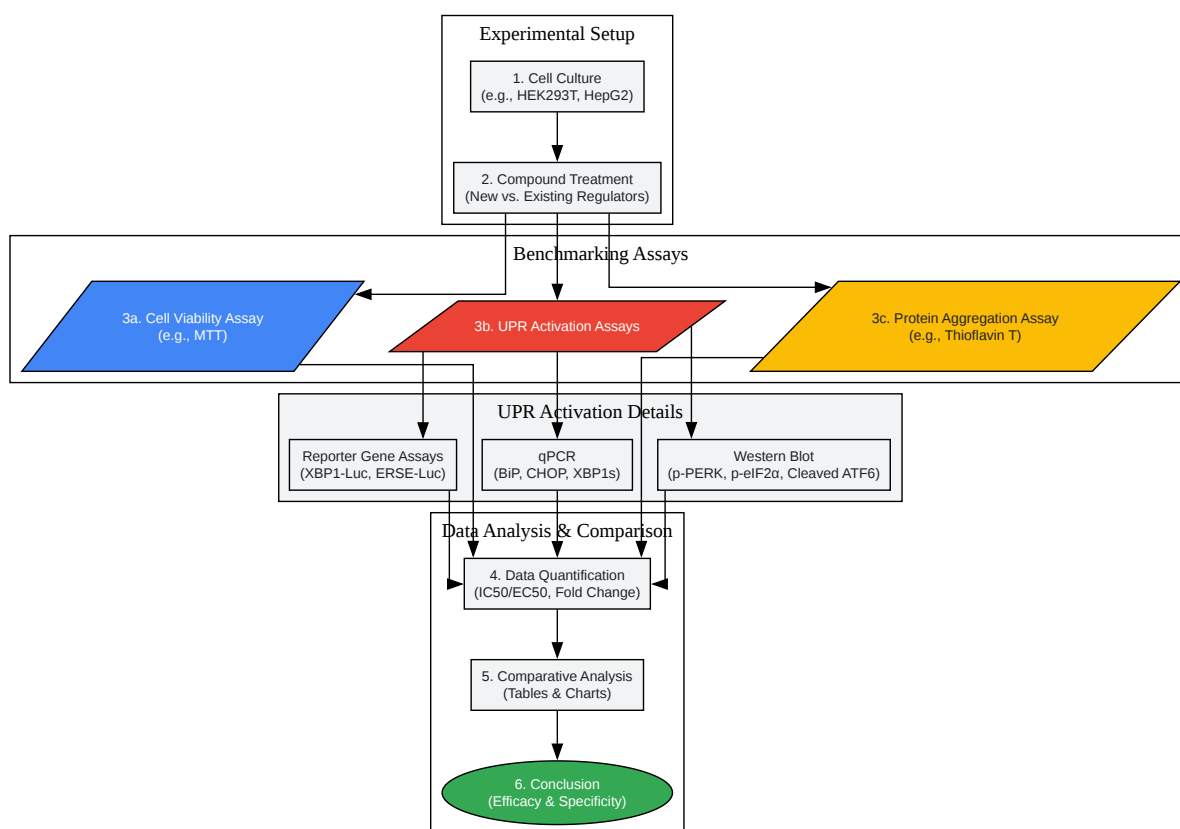 Experimental Setup
1. Cell Culture
(e.g., HEK293T, HepG2)
2. Compound Treatment
(New vs. Existing Regulators)
Benchmarking Assays
3a. Cell Viability Assay
(e.g., MTT)
3b. UPR Activation Assays
3c. Protein Aggregation Assay
(e.g., Thioflavin T)
UPR Activation Details
Reporter Gene Assays
(XBP1-Luc, ERSE-Luc)
qPCR
(BiP, CHOP, XBP1s)
Western Blot
(p-PERK, p-eIF2α, Cleaved ATF6)
Data Analysis & Comparison
4. Data Quantification
(IC50/EC50, Fold Change)
5. Comparative Analysis
(Tables & Charts)
6. Conclusion
(Efficacy & Specificity)